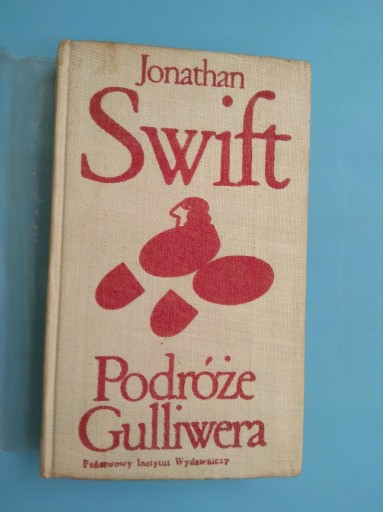 Jonathan
Swift
Podróże
Gulliwera
Państwowy Instytut Wydawniczy